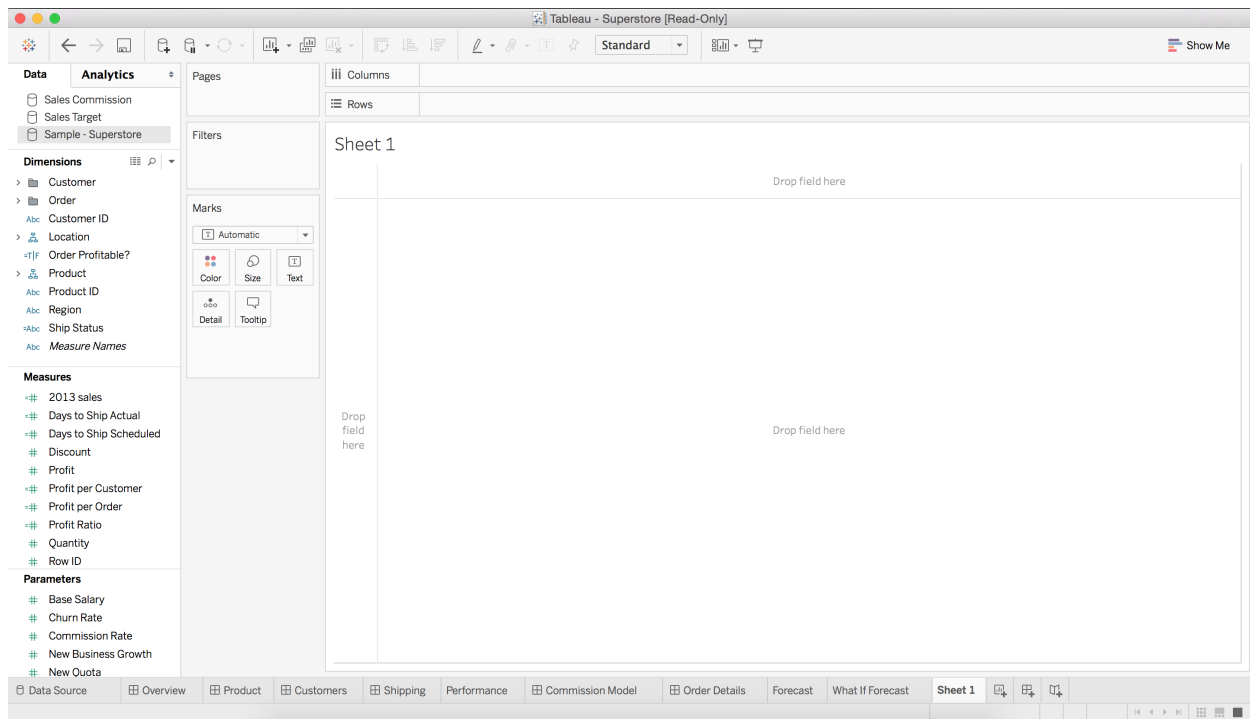 Tableau - Superstore [Read-Only]
Standard
Show Me
Data
Analytics
Sales Commission
Sales Target
Sample - Superstore
Dimensions
Customer
Order
Abc Customer ID
Location
=T|F Order Profitable?
Product
Abc Product ID
Abc Region
=Abc Ship Status
Abc Measure Names
Measures
=# 2013 sales
=# Days to Ship Actual
=# Days to Ship Scheduled
# Discount
# Profit
=# Profit per Customer
=# Profit per Order
=# Profit Ratio
# Quantity
# Row ID
Parameters
# Base Salary
# Churn Rate
# Commission Rate
# New Business Growth
# New Quota
Pages
Filters
Marks
T Automatic
Color
Size
T Text
Detail
Tooltip
Columns
Rows
Sheet 1
Drop field here
Drop
field
here
Drop field here
Data Source
Overview
Product
Customers
Shipping
Performance
Commission Model
Order Details
Forecast
What If Forecast
Sheet 1